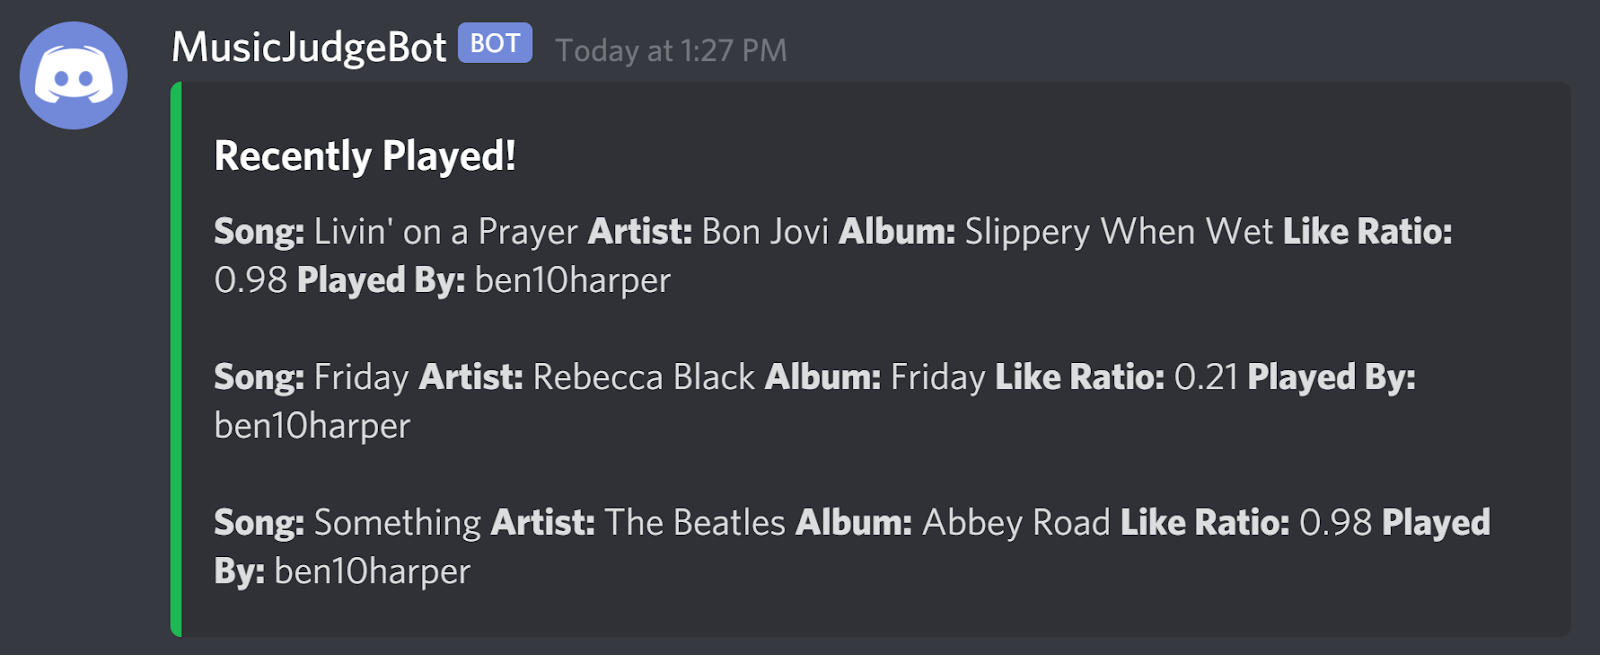 MusicJudgeBot BOT Today at 1:27 PM
Recently Played!
Song: Livin' on a Prayer Artist: Bon Jovi Album: Slippery When Wet Like Ratio:
0.98 Played By: ben10harper
Song: Friday Artist: Rebecca Black Album: Friday Like Ratio: 0.21 Played By:
ben10harper
Song: Something Artist: The Beatles Album: Abbey Road Like Ratio: 0.98 Played
By: ben10harper